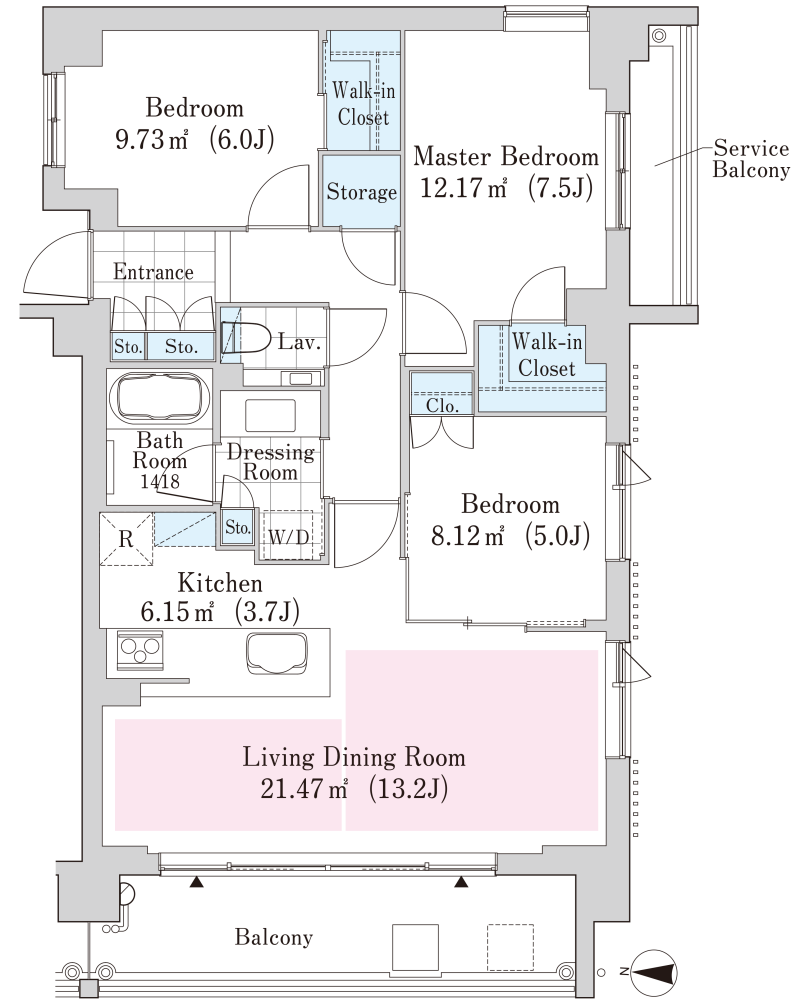 Bedroom
9.73㎡ (6.0J)
Walk-in
Closet
Storage
Master Bedroom
12.17㎡ (7.5J)
Service
Balcony
Entrance
Sto.
Sto.
Lav.
Walk-in
Closet
Clo.
Bath
Room
1418
Dressing
Room
Sto.
W/D
Bedroom
8.12㎡ (5.0J)
R
Kitchen
6.15㎡ (3.7J)
Living Dining Room
21.47㎡ (13.2J)
Balcony
N